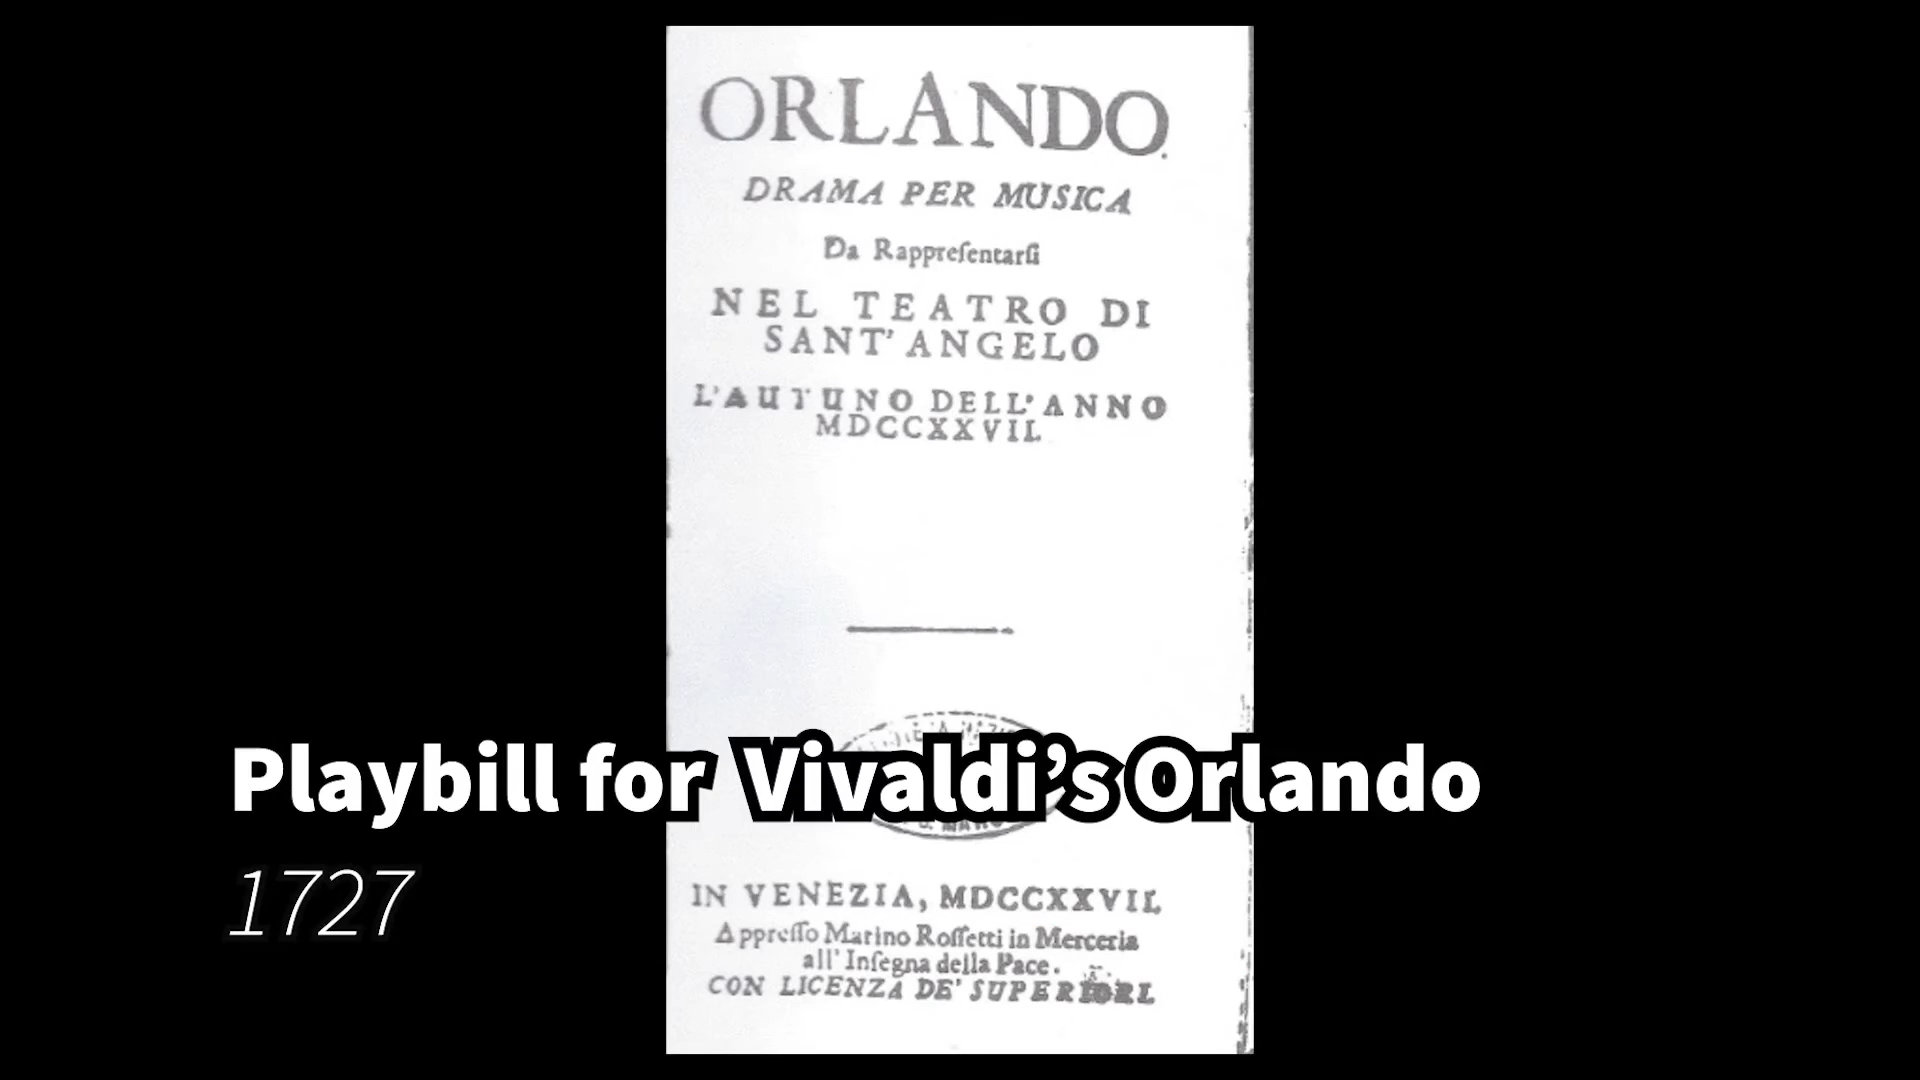 ORLANDO.
DRAMA PER MUSICA
Da Rappreſentarſi
NEL TEATRO DI
SANT' ANGELO
L'AUTUNO DELL'ANNO
MDCCXXVII.
Playbill for Vivaldi’s Orlando
1727
IN VENEZIA, MDCCXXVII.
Appreſſo Marino Roſſetti in Merceria
all' Inſegna della Pace.
CON LICENZA DE' SUPERIORI.